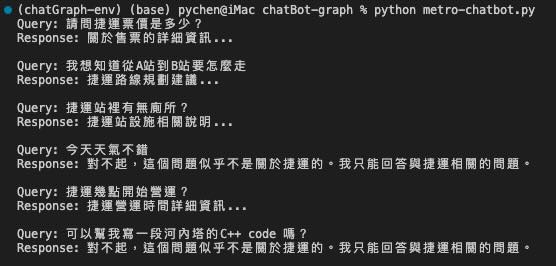 (chatGraph-env) (base) pychen@iMac chatBot-graph % python metro-chatbot.py
Query: 請問捷運票價是多少？
Response: 關於售票的詳細資訊...
Query: 我想知道從A站到B站要怎麼走
Response: 捷運路線規劃建議...
Query: 捷運站裡有無廁所？
Response: 捷運站設施相關說明...
Query: 今天天氣不錯
Response: 對不起，這個問題似乎不是關於捷運的。我只能回答與捷運相關的問題。
Query: 捷運幾點開始營運？
Response: 捷運營運時間詳細資訊...
Query: 可以幫我寫一段河內塔的C++ code 嗎？
Response: 對不起，這個問題似乎不是關於捷運的。我只能回答與捷運相關的問題。